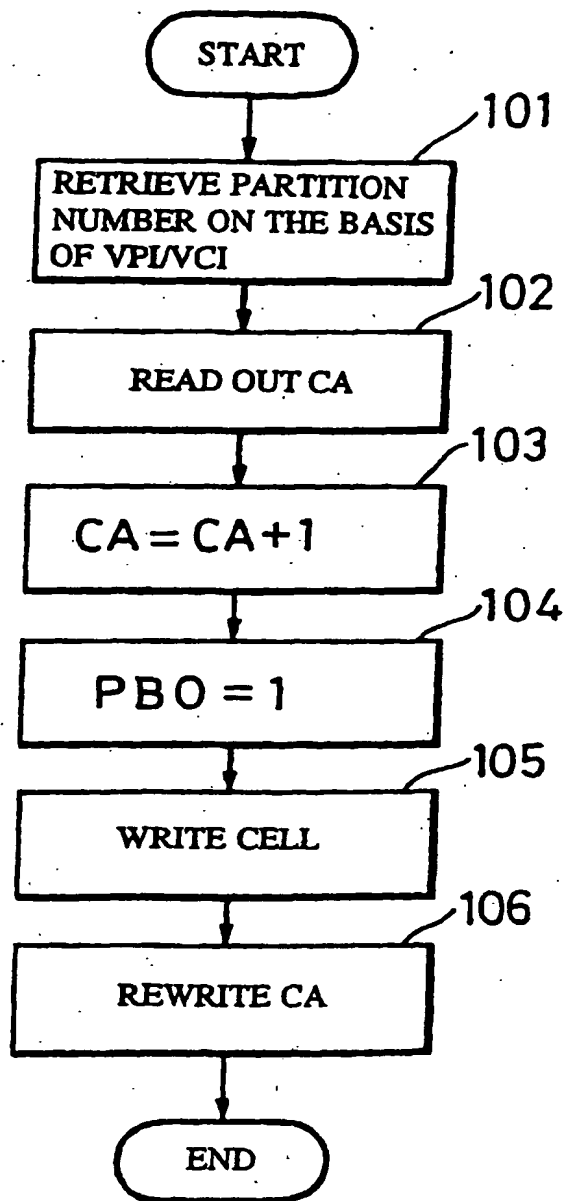 START
101
RETRIEVE PARTITION
NUMBER ON THE BASIS
OF VPI/VCI
102
READ OUT CA
103
CA = CA+1
104
PBO = 1
105
WRITE CELL
106
REWRITE CA
END